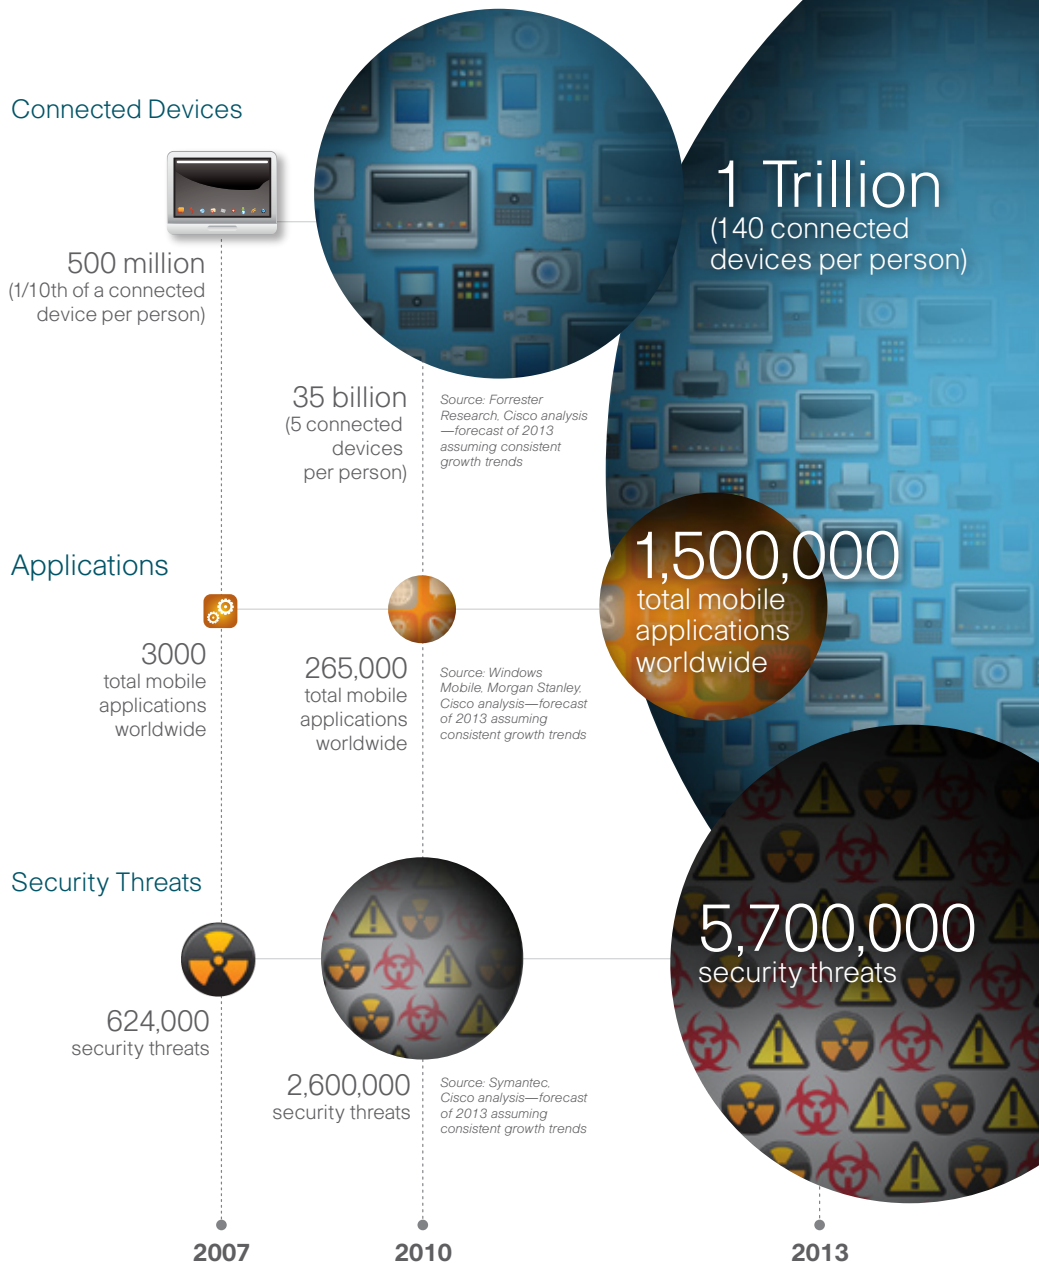 Connected Devices
500 million
(1/10th of a connected
device per person)
35 billion
(5 connected
devices
per person)
Source: Forrester
Research, Cisco analysis
—forecast of 2013
assuming consistent
growth trends
1 Trillion
(140 connected
devices per person)
Applications
3000
total mobile
applications
worldwide
265,000
total mobile
applications
worldwide
Source: Windows
Mobile, Morgan Stanley,
Cisco analysis—forecast
of 2013 assuming
consistent growth trends
1,500,000
total mobile
applications
worldwide
Security Threats
624,000
security threats
2,600,000
security threats
Source: Symantec,
Cisco analysis—forecast
of 2013 assuming
consistent growth trends
5,700,000
security threats
2007
2010
2013